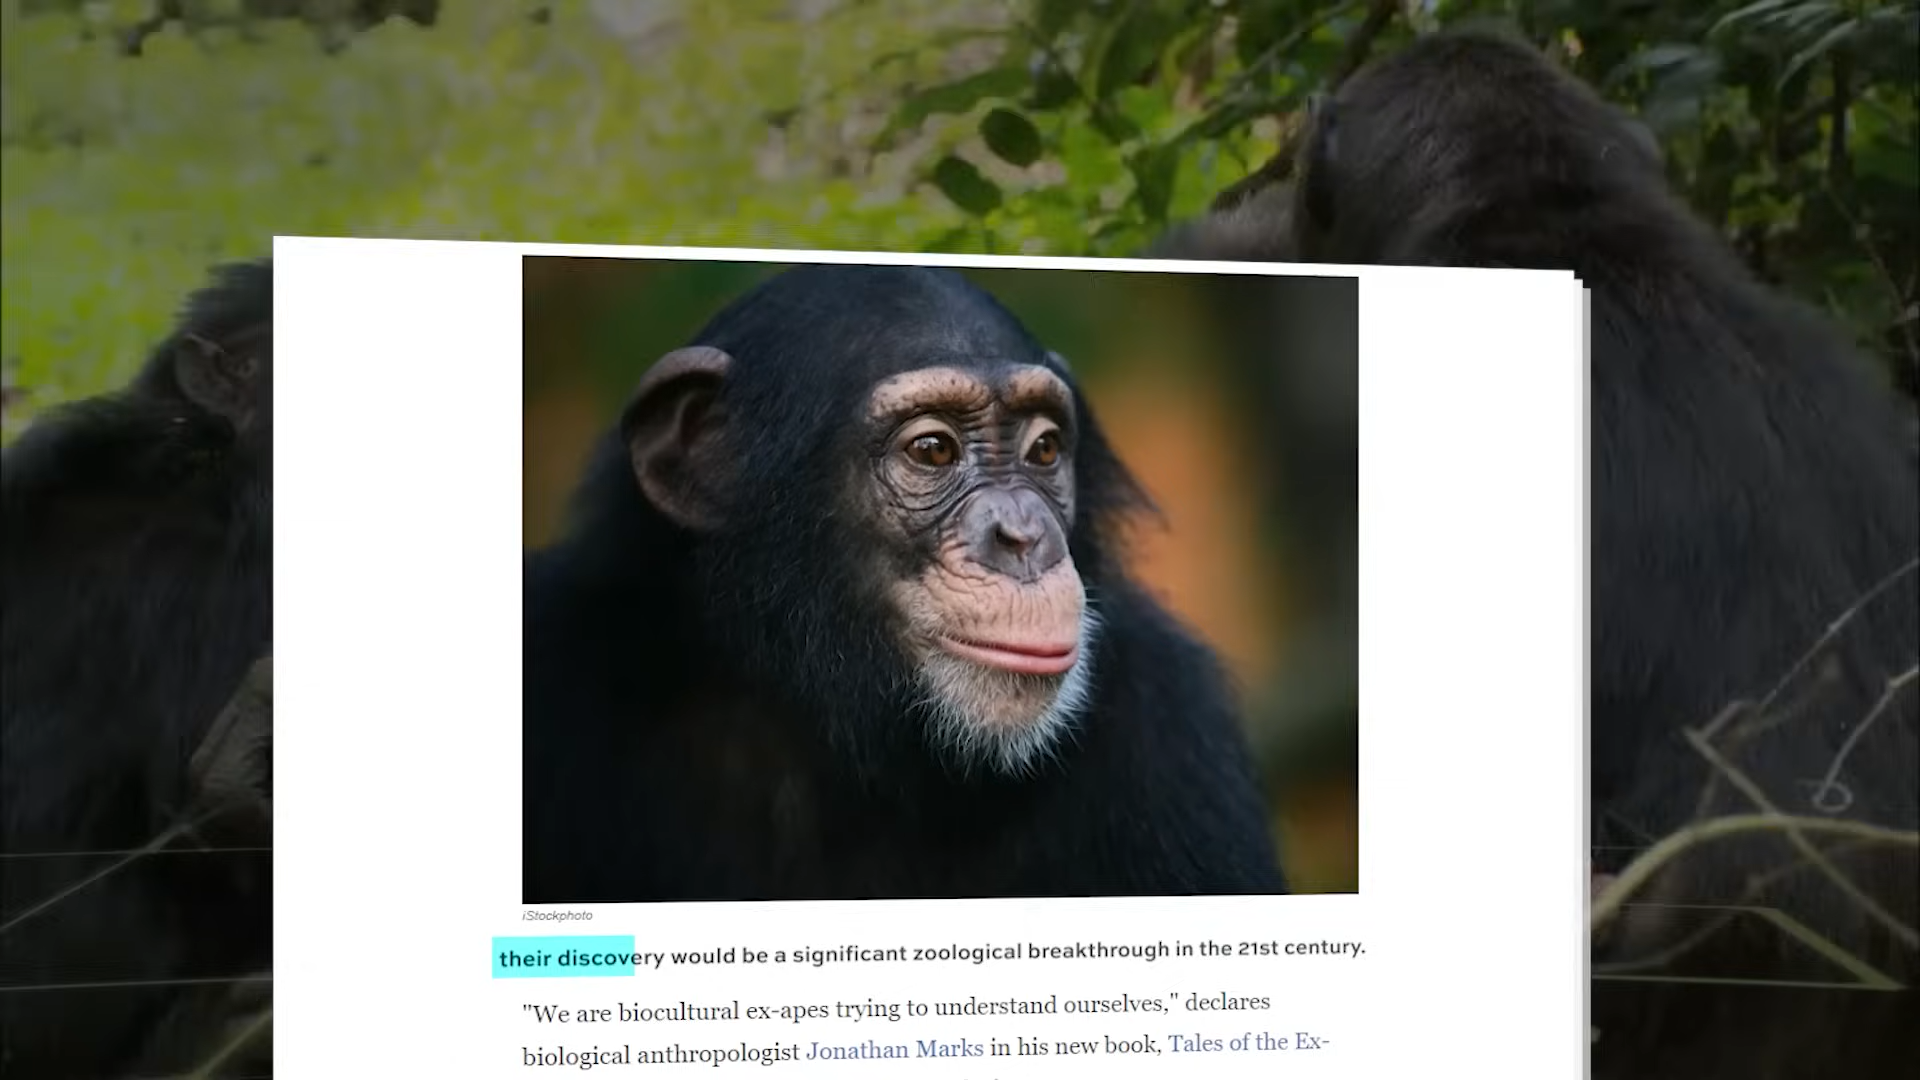 iStockphoto
their discovery would be a significant zoological breakthrough in the 21st century.
"We are biocultural ex-apes trying to understand ourselves," declares
biological anthropologist Jonathan Marks in his new book, Tales of the Ex-